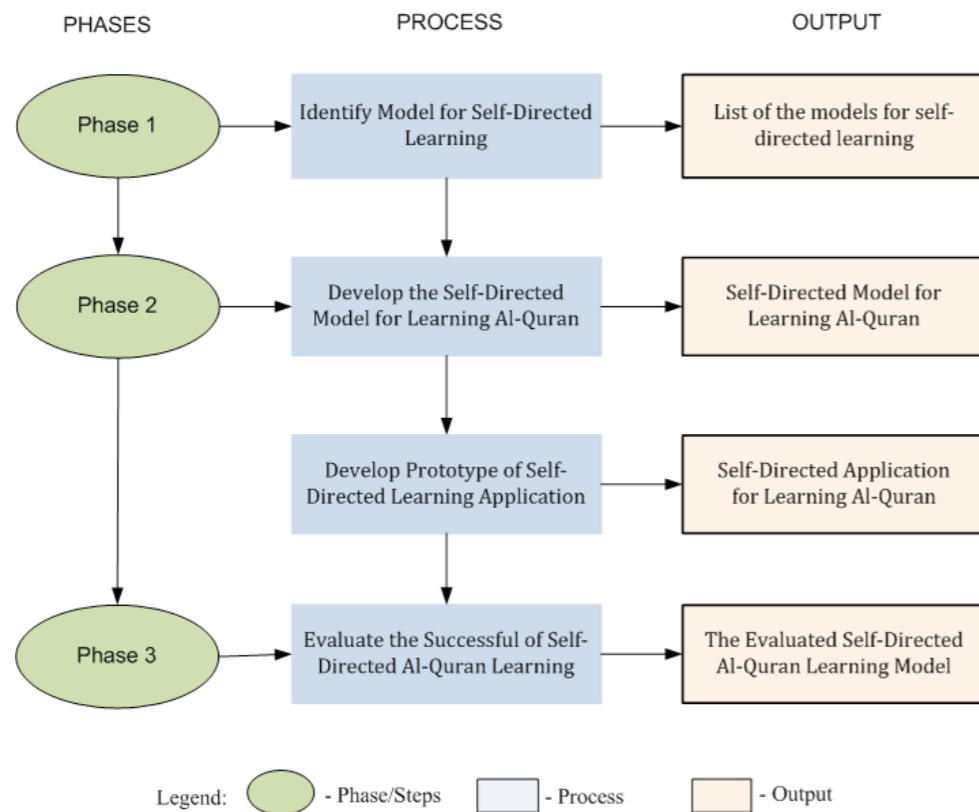 PHASES
PROCESS
OUTPUT
Phase 1
Identify Model for Self-Directed
Learning
List of the models for self-
directed learning
Phase 2
Develop the Self-Directed
Model for Learning Al-Quran
Self-Directed Model for
Learning Al-Quran
Develop Prototype of Self-
Directed Learning Application
Self-Directed Application
for Learning Al-Quran
Phase 3
Evaluate the Successful of Self-
Directed Al-Quran Learning
The Evaluated Self-Directed
Al-Quran Learning Model
Legend:
- Phase/Steps
- Process
- Output